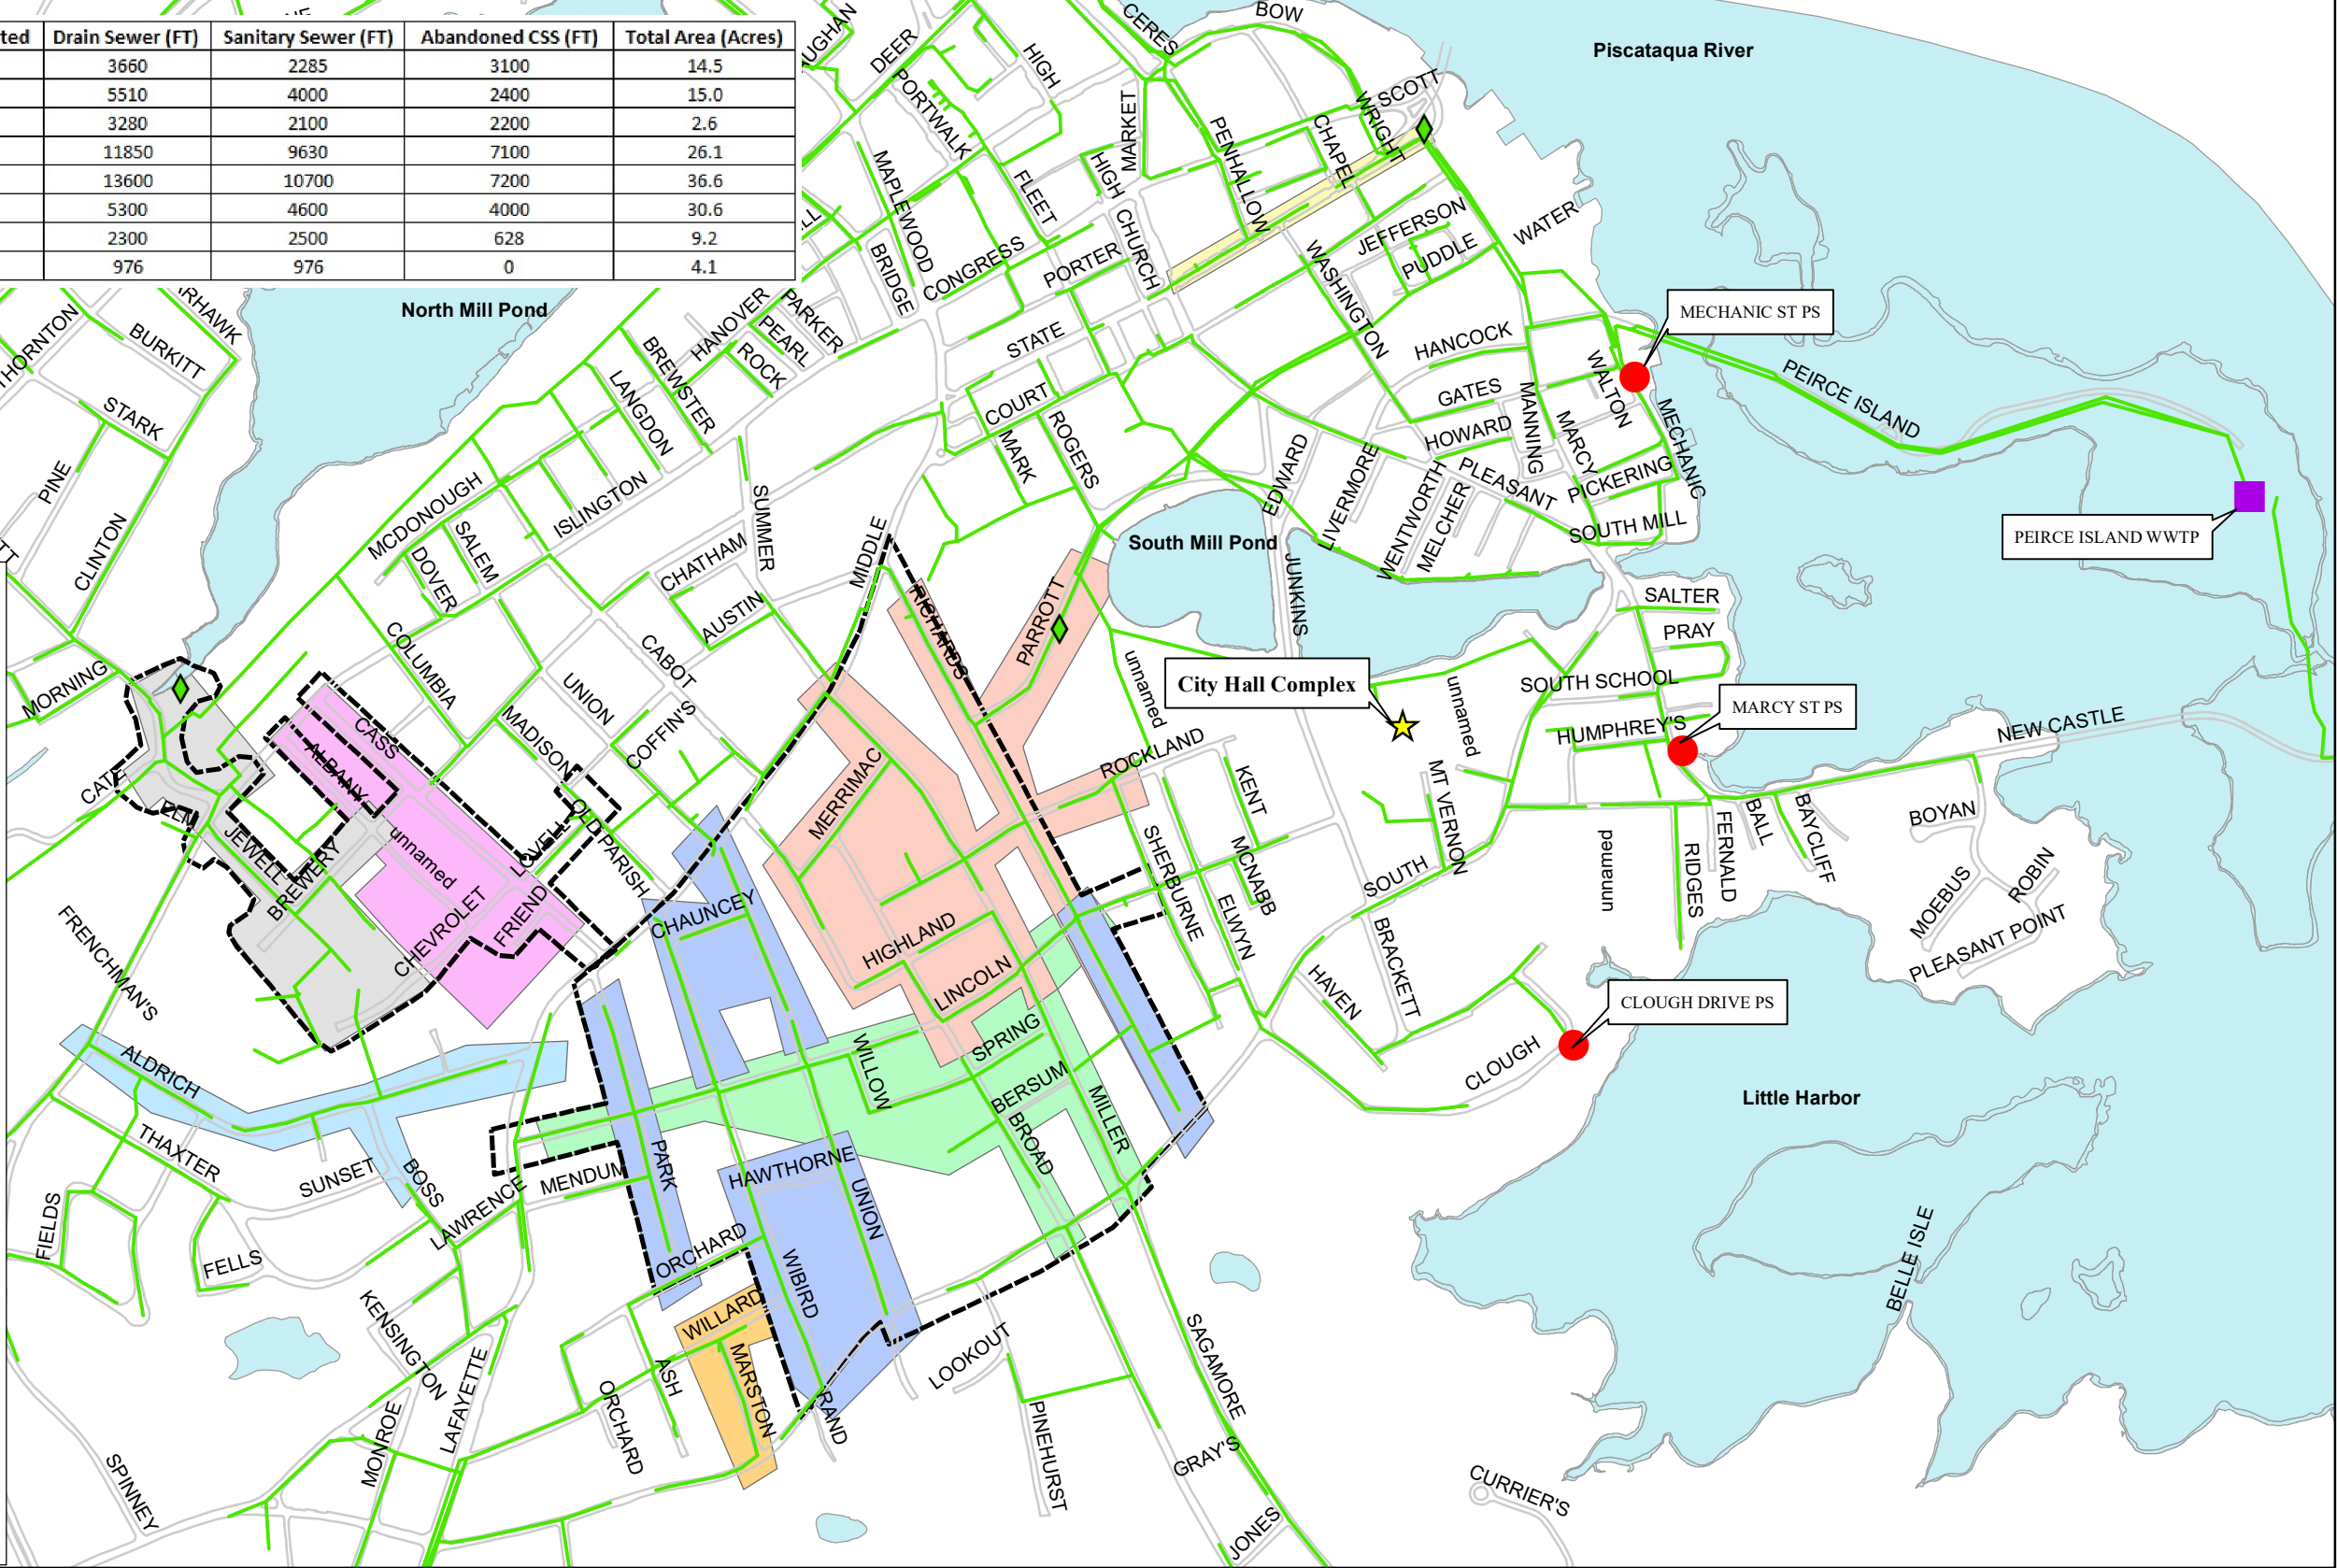 ted Drain Sewer (FT) Sanitary Sewer (FT) Abandoned CSS (FT) Total Area (Acres)
3660 2285 3100 14.5
5510 4000 2400 15.0
3280 2100 2200 2.6
11850 9630 7100 26.1
13600 10700 7200 36.6
5300 4600 4000 30.6
2300 2500 628 9.2
976 976 0 4.1
Piscataqua River
North Mill Pond
South Mill Pond
Little Harbor
MECHANIC ST PS
PEIRCE ISLAND WWTP
City Hall Complex
MARCY ST PS
CLOUGH DRIVE PS
CERES
BOW
DEER
HIGH
PORTWALK
MARKET
SCOTT
WRIGHT
CHAPEL
PENHALLOW
MAPLEWOOD
FLEET
HIGH
CHURCH
BRIDGE
CONGRESS
PORTER
WASHINGTON
JEFFERSON
PUDDLE
WATER
THORNTON
BURKITT
STARK
PINE
CLINTON
HANOVER
PARKER
PEARL
ROCK
BREWSTER
LANGDON
STATE
COURT
MARK
ROGERS
HANCOCK
GATES
HOWARD
MANNING
WALTON
MARCY
MECHANIC
PICKERING
PEIRCE ISLAND
EDWARD
LIVERMORE
WENTWORTH
MELCHER
PLEASANT
SOUTH MILL
JUNKINS
MCDONOUGH
SALEM
DOVER
ISLINGTON
SUMMER
MIDDLE
CHATHAM
AUSTIN
CABOT
UNION
COFFIN'S
COLUMBIA
MADISON
RICHARDS
PARROTT
unnamed
unnamed
SALTER
PRAY
SOUTH SCHOOL
HUMPHREY'S
NEW CASTLE
MORNING
CATE
ELM
JEWELL
BREWERY
ALBANY
CASS
unnamed
CHEVROLET
LOVELL
FRIEND
OLD PARISH
MERRIMAC
ROCKLAND
KENT
MCNABB
SHERBURNE
ELWYN
MT VERNON
SOUTH
BRACKETT
HAVEN
CLOUGH
unnamed
RIDGES
FERNALD
BALL
BAYCLIFF
BOYAN
MOEBUS
ROBIN
PLEASANT POINT
FRENCHMAN'S
CHAUNCEY
HIGHLAND
LINCOLN
SPRING
WILLOW
BERSUM
BROAD
MILLER
ALDRICH
THAXTER
SUNSET
BOSS
LAWRENCE
MENDUM
PARK
HAWTHORNE
UNION
FIELDS
FELLS
ORCHARD
WIBIRD
WILLARD
MARSTON
RAND
ASH
ORCHARD
KENSINGTON
LAFAYETTE
MONROE
SPINNEY
LOOKOUT
PINEHURST
SAGAMORE
GRAY'S
JONES
CURRIER'S
BELLE ISLE